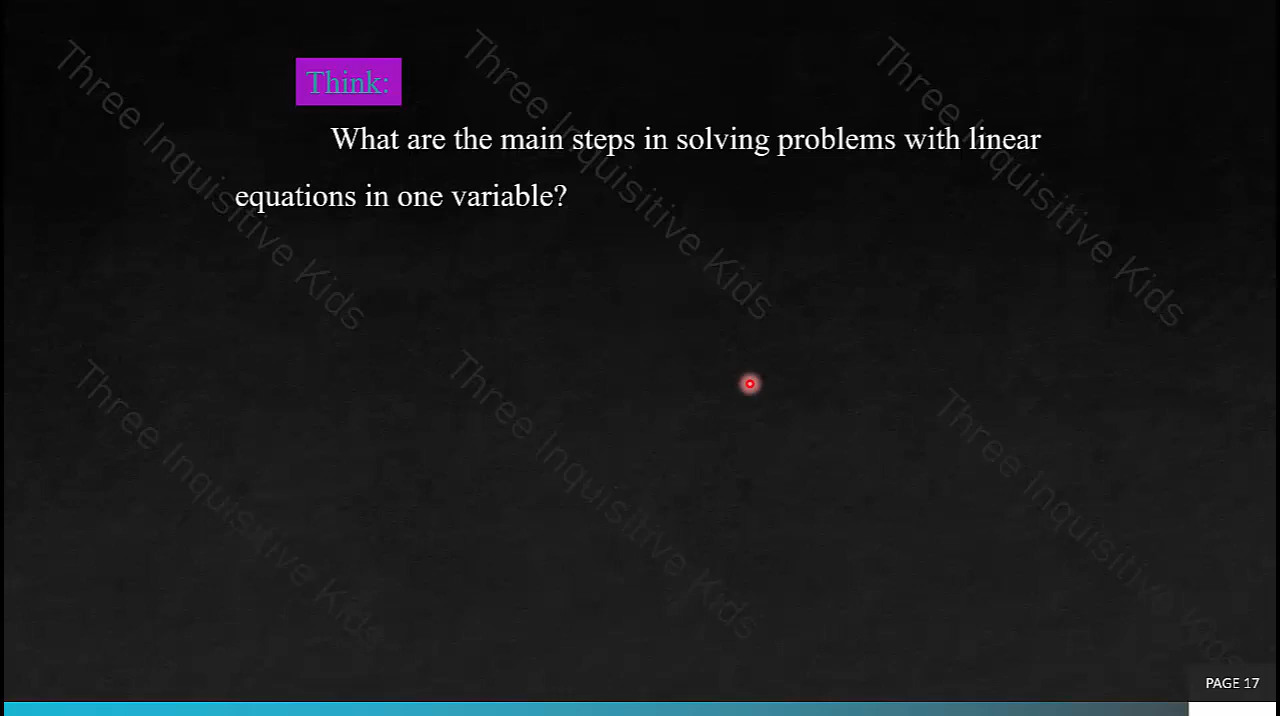 Think:
What are the main steps in solving problems with linear
equations in one variable?
Three Inquisitive Kids
Three Inquisitive Kids
Three Inquisitive Kids
Three Inquisitive Kids
Three Inquisitive Kids
Three Inquisitive Kids
PAGE 17